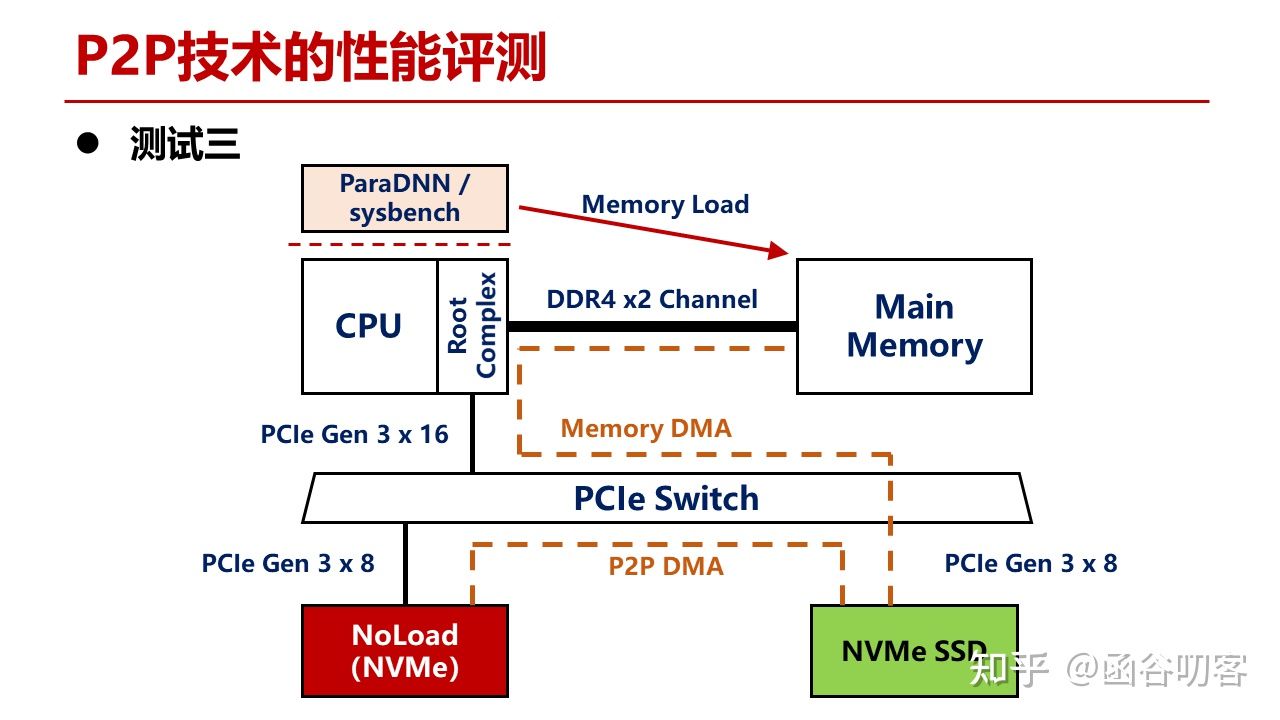 P2P技术的性能评测
● 测试三
ParaDNN /
sysbench
Memory Load
CPU
Root
Complex
DDR4 x2 Channel
Main
Memory
PCIe Gen 3 x 16
Memory DMA
PCIe Switch
PCIe Gen 3 x 8
P2P DMA
PCIe Gen 3 x 8
NoLoad
(NVMe)
NVMe SSD
知乎 @函谷叨客